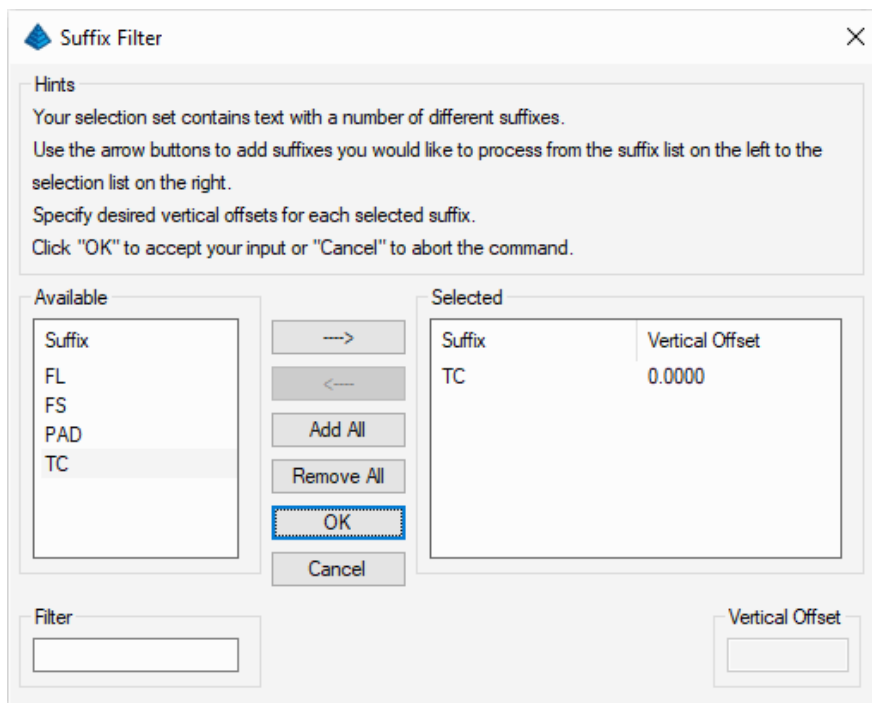 Suffix Filter
Hints
Your selection set contains text with a number of different suffixes.
Use the arrow buttons to add suffixes you would like to process from the suffix list on the left to the
selection list on the right.
Specify desired vertical offsets for each selected suffix.
Click "OK" to accept your input or "Cancel" to abort the command.
Available
Suffix
FL
FS
PAD
TC
---->
<----
Add All
Remove All
OK
Cancel
Selected
Suffix Vertical Offset
TC 0.0000
Filter
Vertical Offset